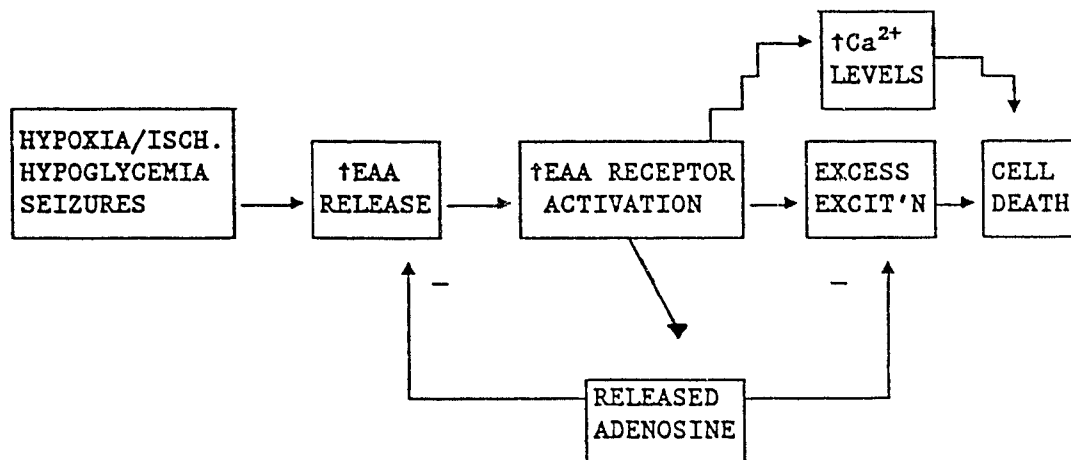 ↑Ca²⁺
LEVELS
HYPOXIA/ISCH.
HYPOGLYCEMIA
SEIZURES
↑EAA
RELEASE
↑EAA RECEPTOR
ACTIVATION
EXCESS
EXCIT'N
CELL
DEATH
−
−
RELEASED
ADENOSINE